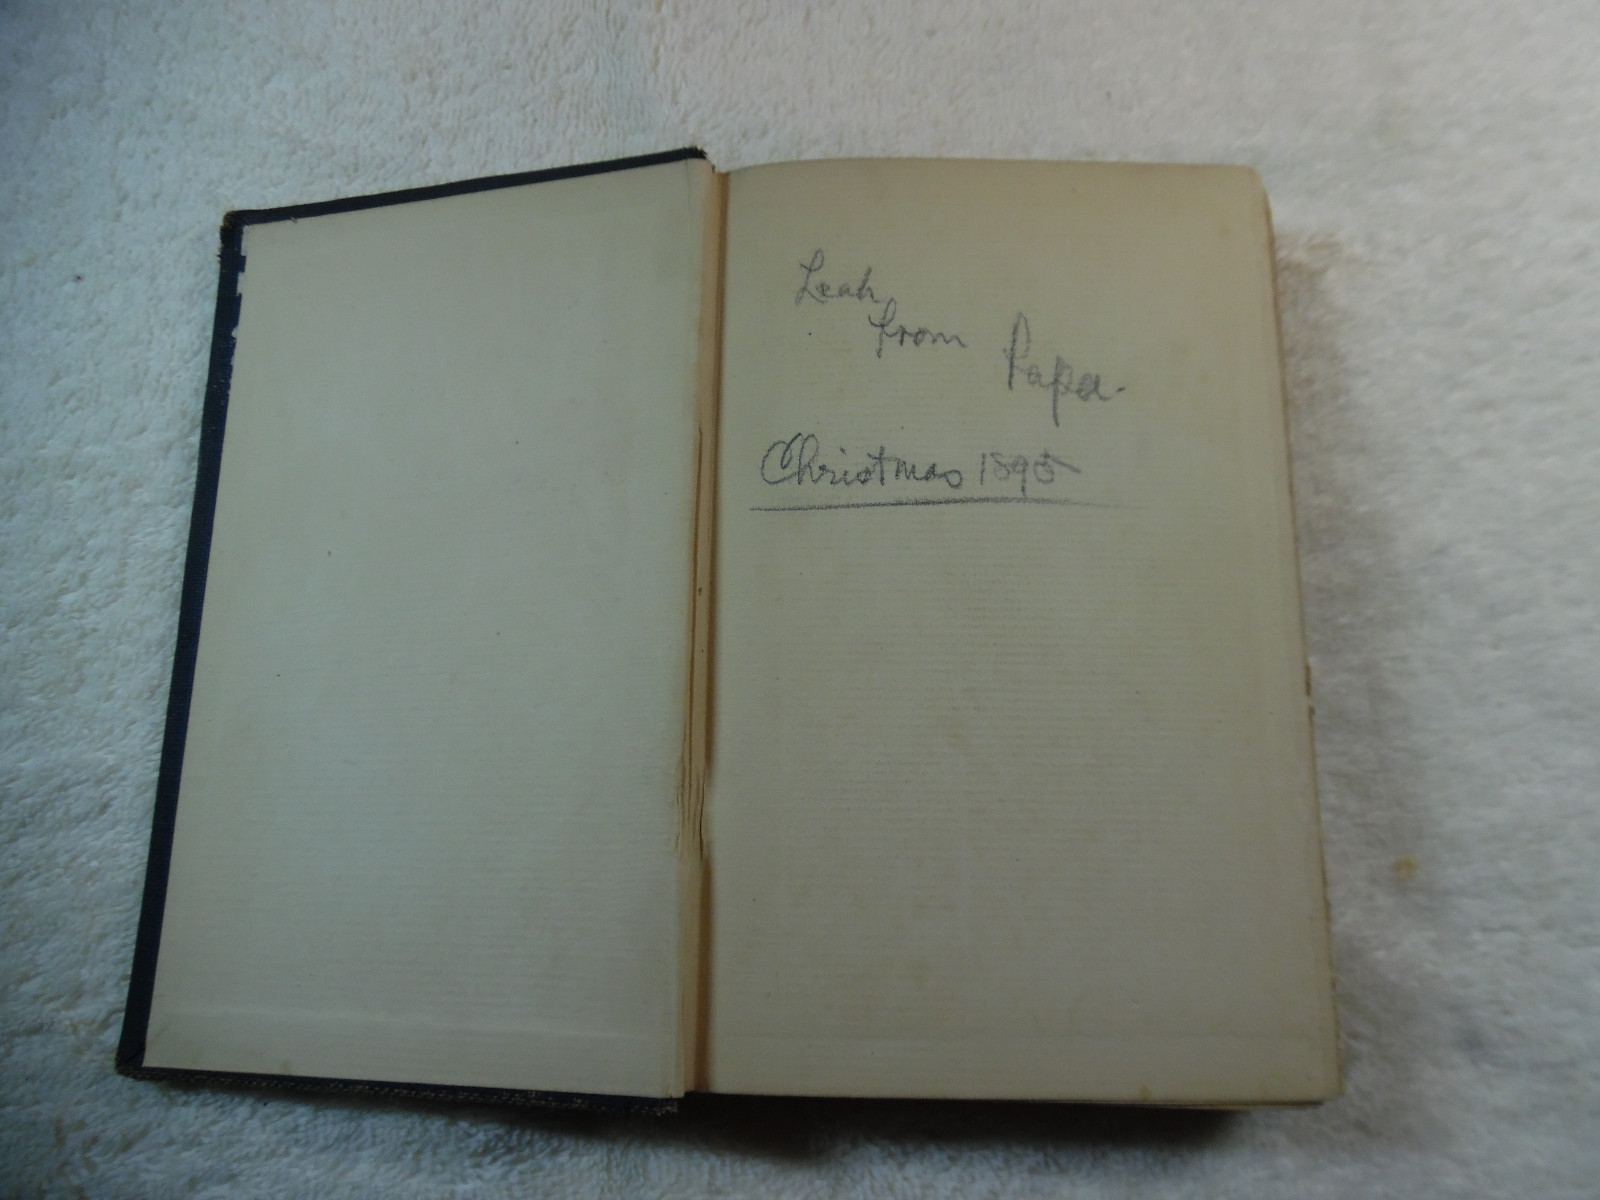 Leah
from Papa.
Christmas 1895